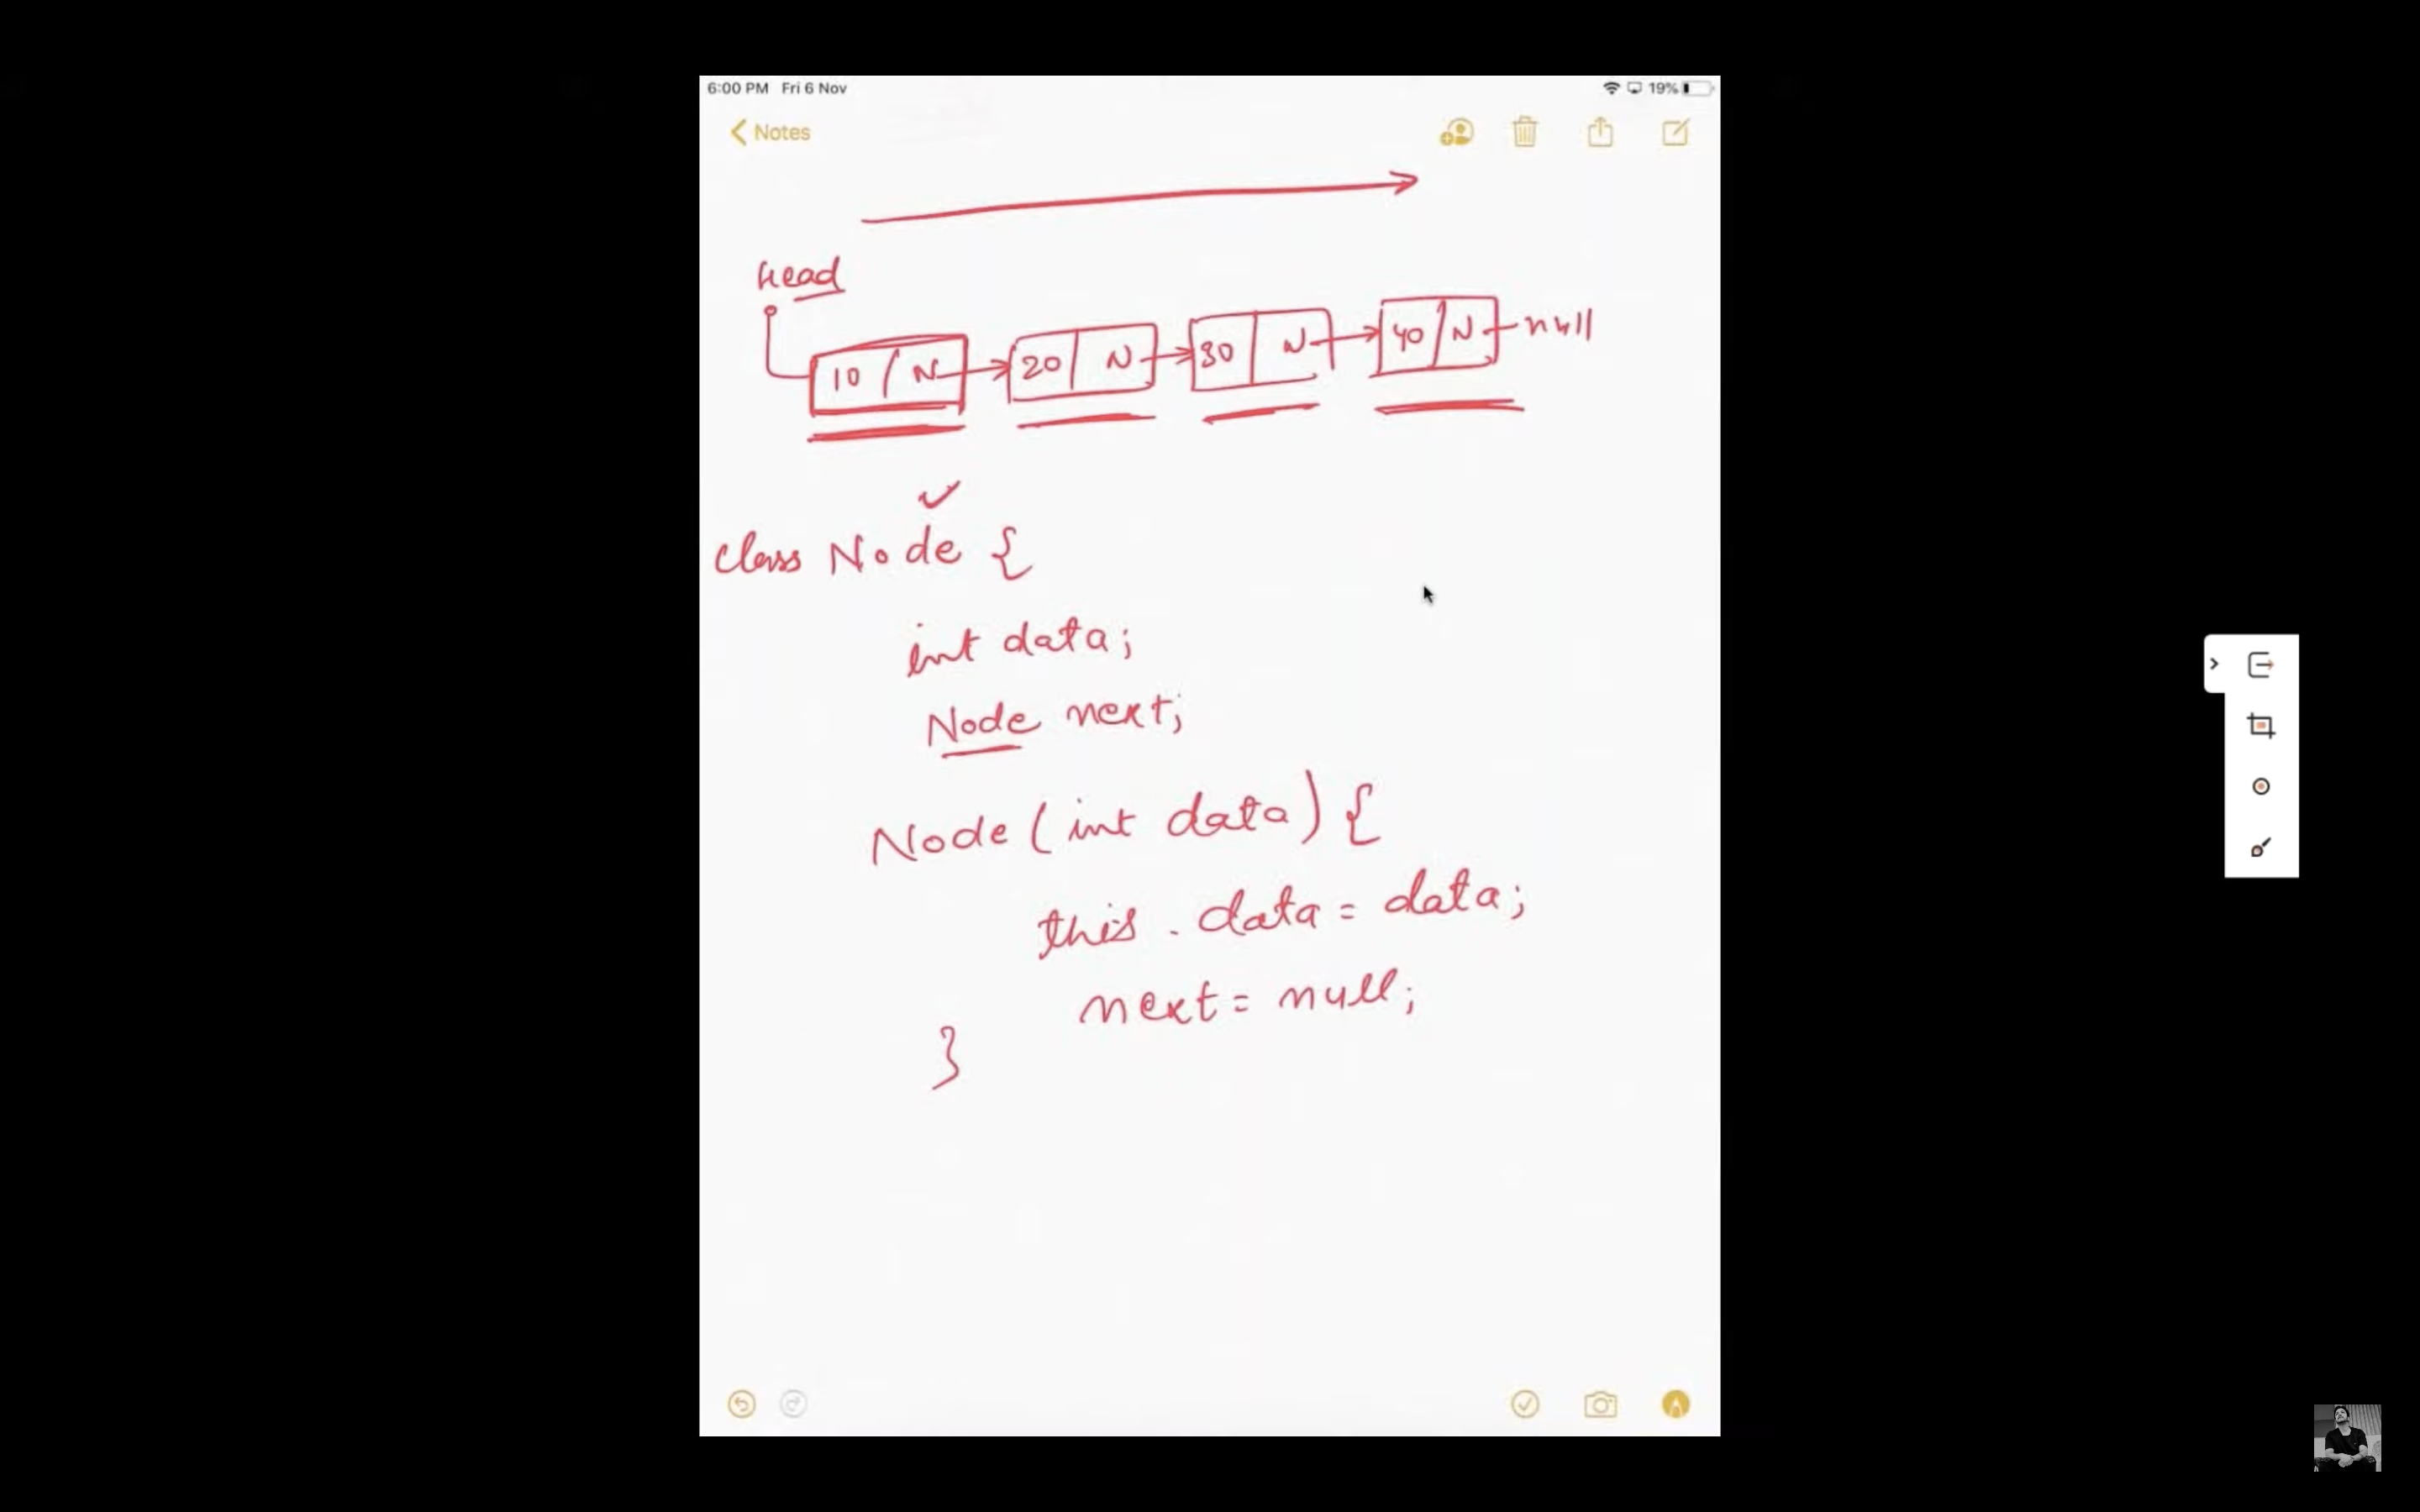 6:00 PM Fri 6 Nov 19%
Notes
Head
10 N 20 N 30 N 40 N null
class Node {
int data;
Node next;
Node (int data) {
this . data = data;
next = null;
}